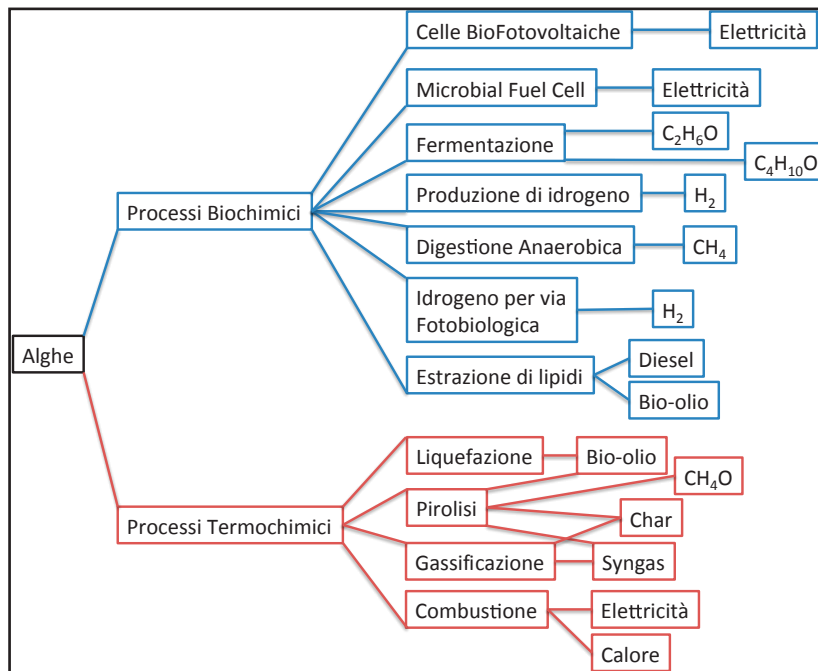 Celle BioFotovoltaiche
Elettricità
Microbial Fuel Cell
Elettricità
Fermentazione
C₂H₆O
C₄H₁₀O
Processi Biochimici
Produzione di idrogeno
H₂
Digestione Anaerobica
CH₄
Idrogeno per via
Fotobiologica
H₂
Alghe
Estrazione di lipidi
Diesel
Bio-olio
Liquefazione
Bio-olio
CH₄O
Pirolisi
Char
Processi Termochimici
Gassificazione
Syngas
Combustione
Elettricità
Calore